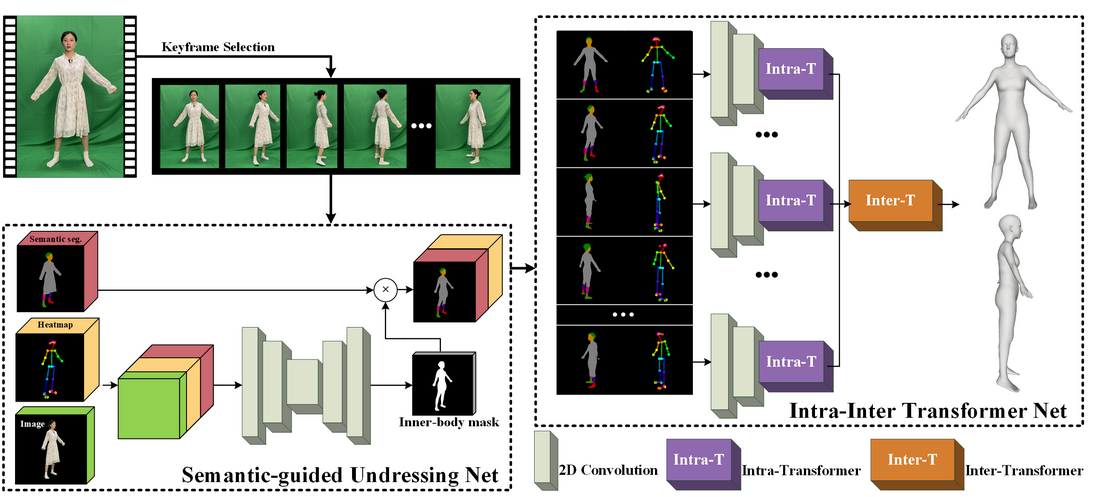 Keyframe Selection
•••
Semantic seg.
Heatmap
Image
×
Inner-body mask
Semantic-guided Undressing Net
Intra-T
•••
Intra-T
Inter-T
•••
•••
Intra-T
Intra-Inter Transformer Net
2D Convolution
Intra-T
Intra-Transformer
Inter-T
Inter-Transformer